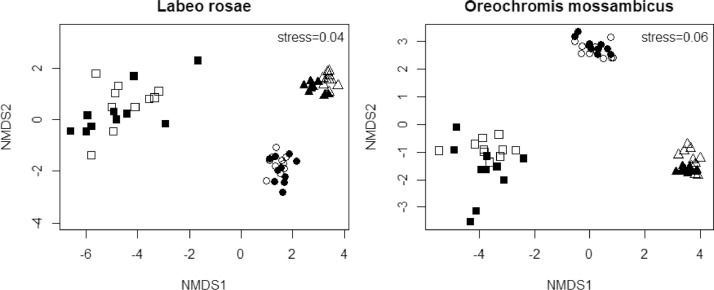 Labeo rosae
stress=0.04
2
0
-2
-4
NMDS2
-6
-4
-2
0
2
4
NMDS1
Oreochromis mossambicus
stress=0.06
3
2
1
0
-1
-2
-3
NMDS2
-6
-4
-2
0
2
4
NMDS1